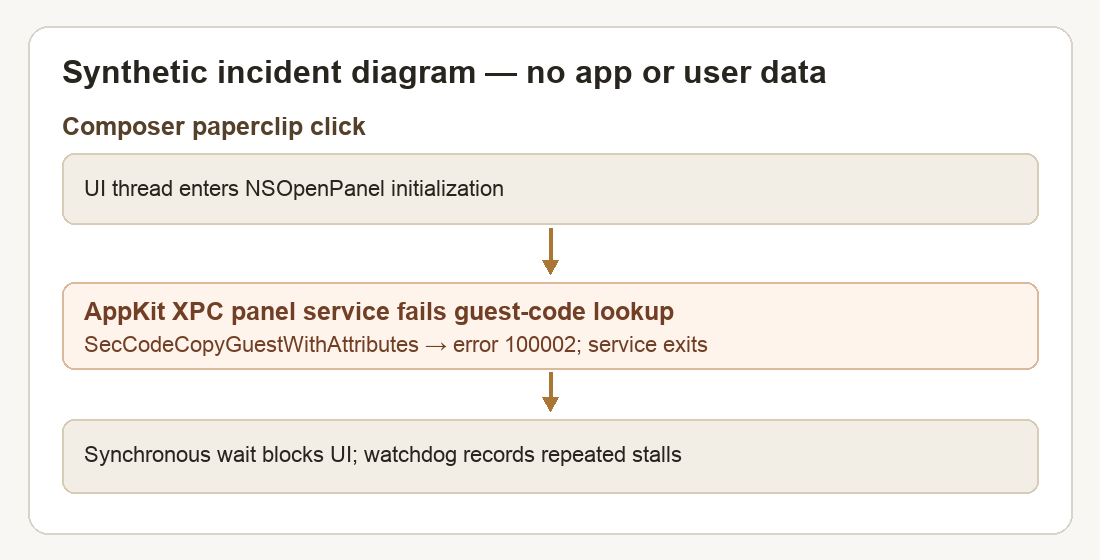 Synthetic incident diagram — no app or user data
Composer paperclip click
UI thread enters NSOpenPanel initialization
AppKit XPC panel service fails guest-code lookup
SecCodeCopyGuestWithAttributes → error 100002; service exits
Synchronous wait blocks UI; watchdog records repeated stalls